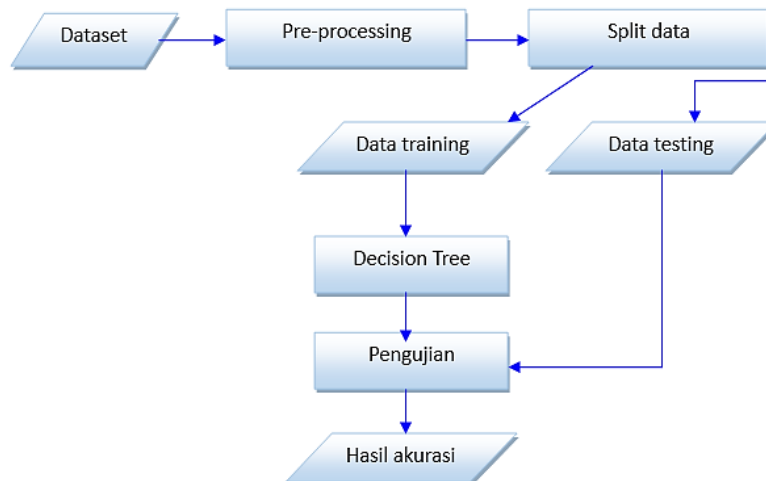 Dataset
Pre-processing
Split data
Data training
Data testing
Decision Tree
Pengujian
Hasil akurasi